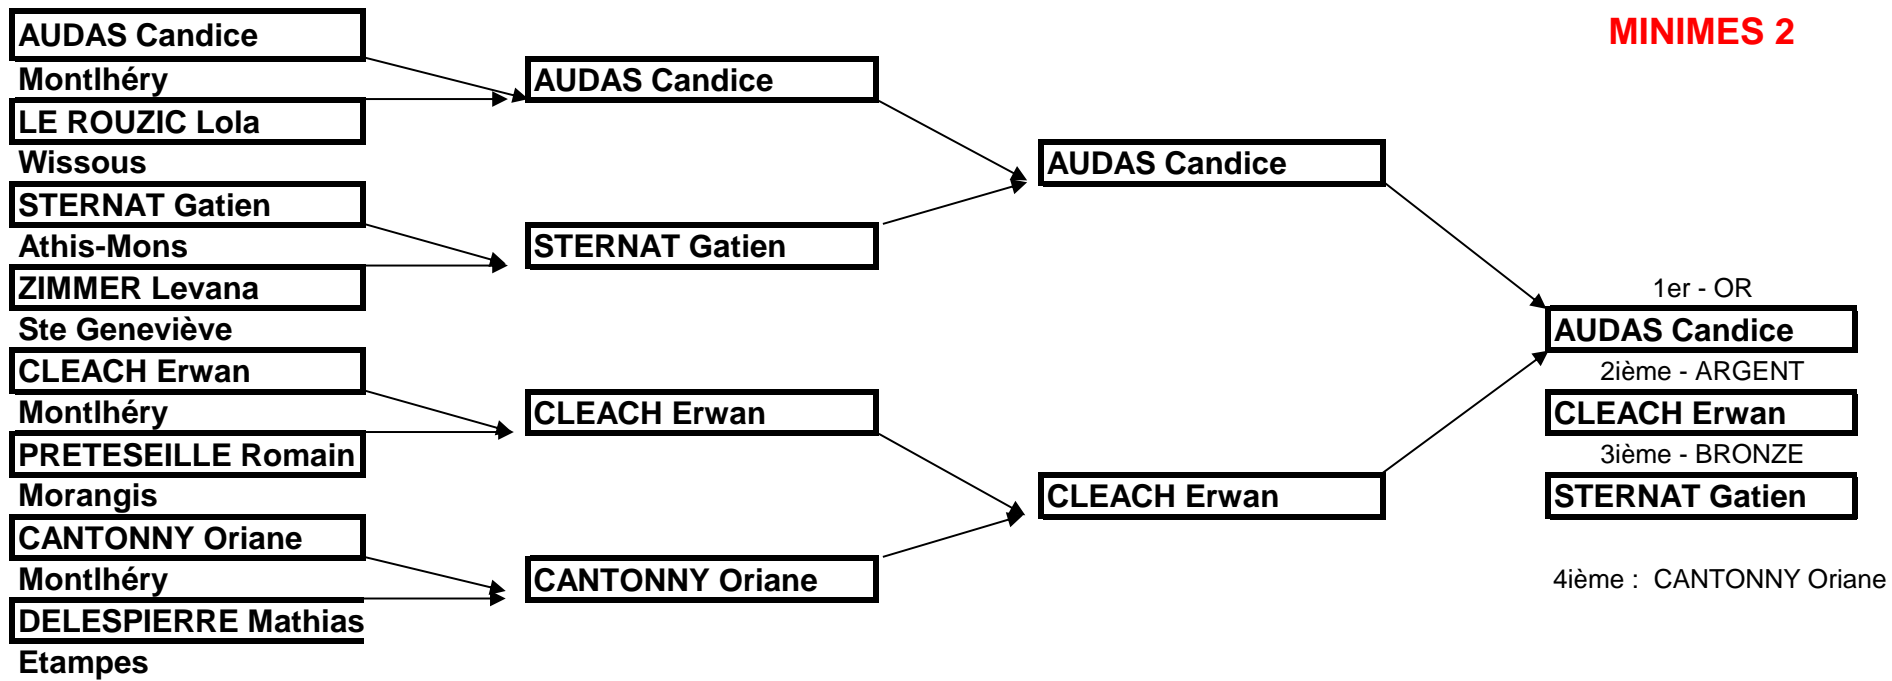 MINIMES 2
AUDAS Candice
Montlhéry
LE ROUZIC Lola
Wissous
STERNAT Gatien
Athis-Mons
ZIMMER Levana
Ste Geneviève
CLEACH Erwan
Montlhéry
PRETESEILLE Romain
Morangis
CANTONNY Oriane
Montlhéry
DELESPIERRE Mathias
Etampes
AUDAS Candice
STERNAT Gatien
CLEACH Erwan
CANTONNY Oriane
AUDAS Candice
CLEACH Erwan
1er - OR
AUDAS Candice
2ième - ARGENT
CLEACH Erwan
3ième - BRONZE
STERNAT Gatien
4ième : CANTONNY Oriane